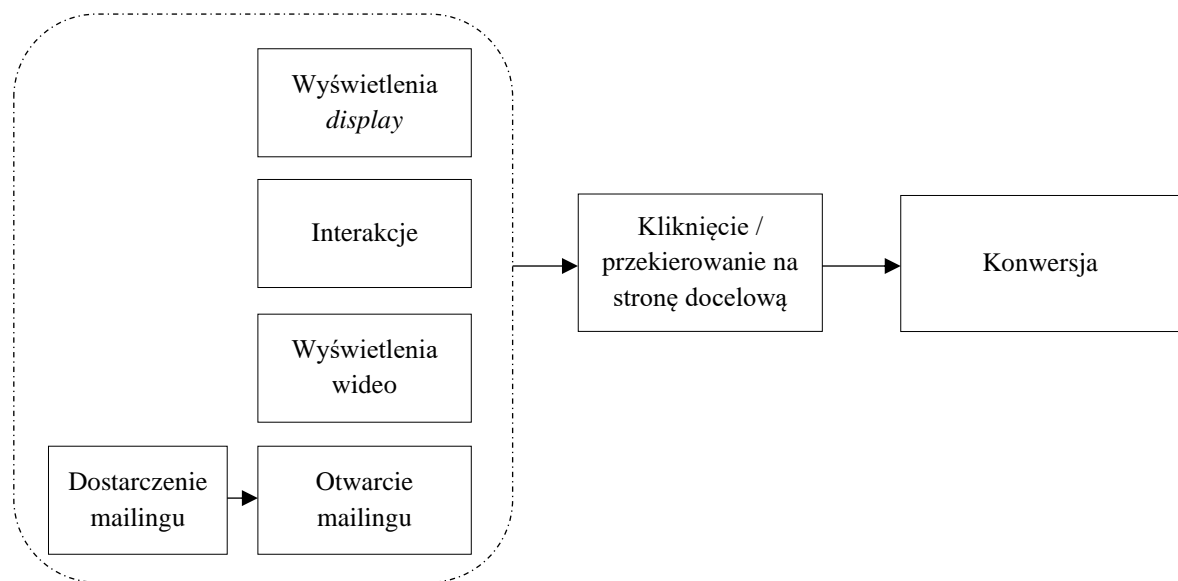 Wyświetlenia
display
Interakcje
Wyświetlenia
wideo
Dostarczenie
mailingu
Otwarcie
mailingu
Kliknięcie /
przekierowanie na
stronę docelową
Konwersja